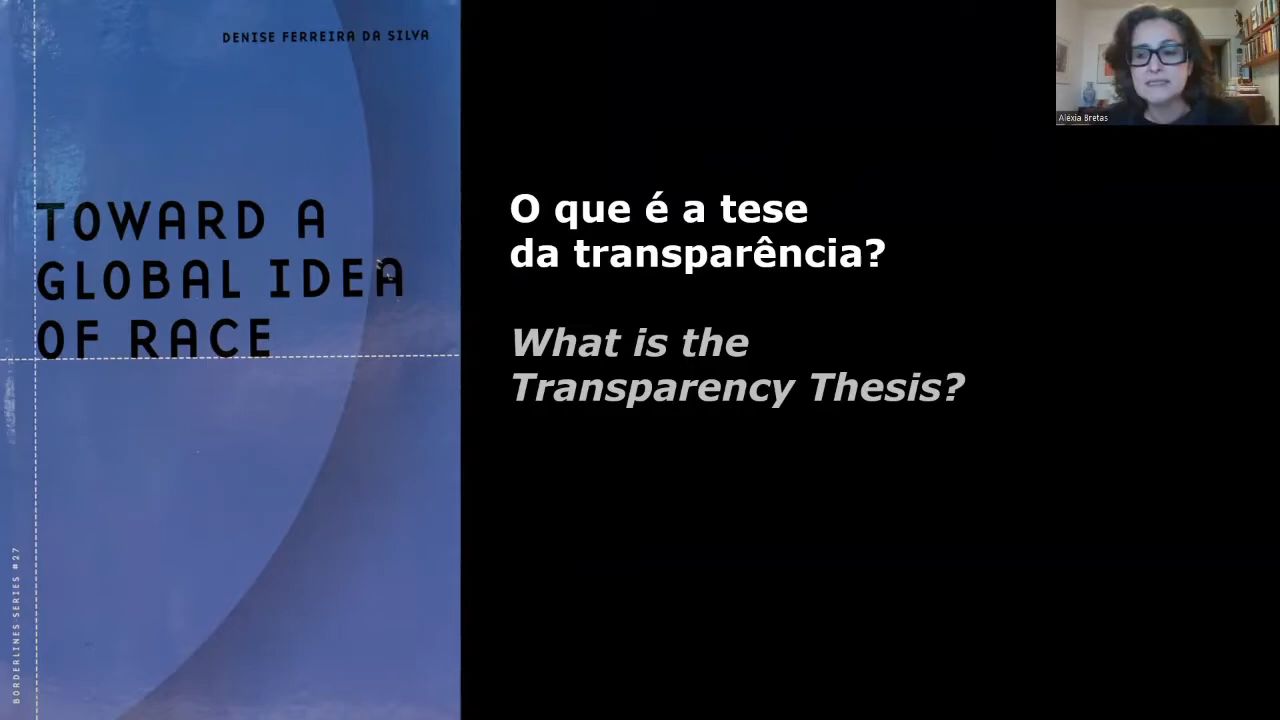 DENISE FERREIRA DA SILVA
TOWARD A
GLOBAL IDEA
OF RACE
BORDERLINES SERIES #27
O que é a tese
da transparência?
What is the
Transparency Thesis?
Aléxia Bretas